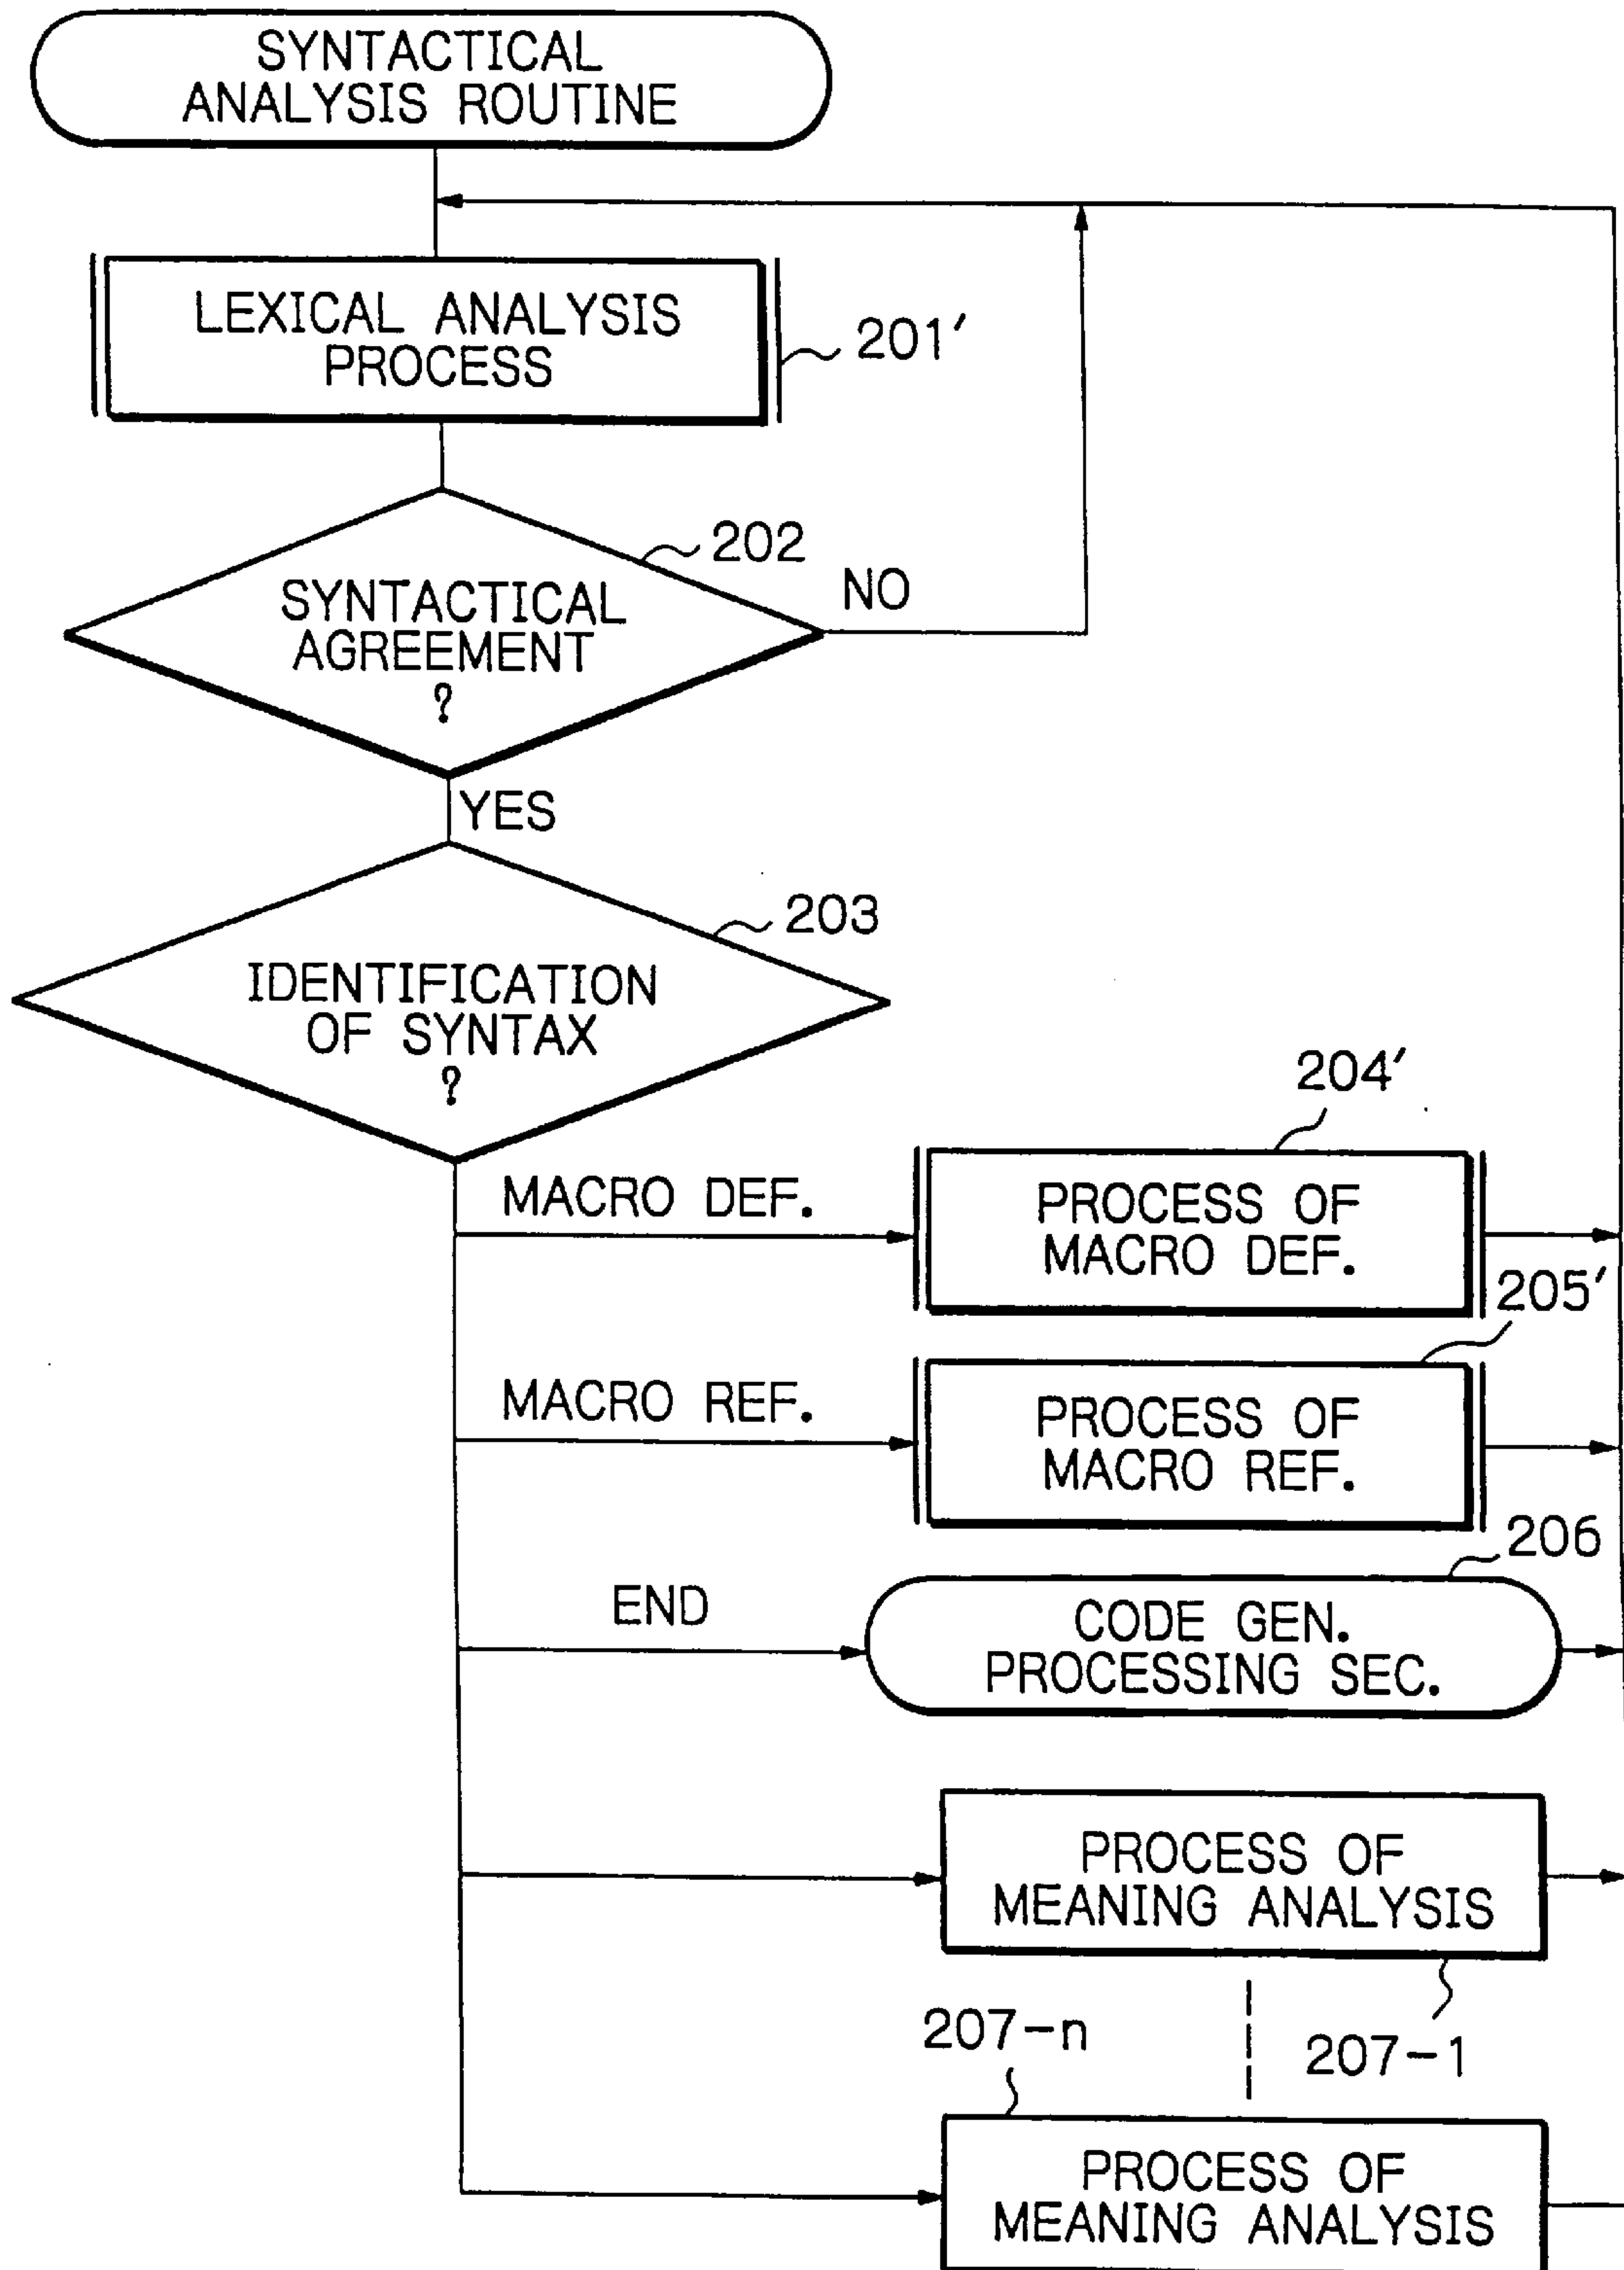 SYNTACTICAL
ANALYSIS ROUTINE
LEXICAL ANALYSIS
PROCESS
201′
202
SYNTACTICAL
AGREEMENT
?
NO
YES
203
IDENTIFICATION
OF SYNTAX
?
204′
MACRO DEF.
PROCESS OF
MACRO DEF.
205′
MACRO REF.
PROCESS OF
MACRO REF.
206
END
CODE GEN.
PROCESSING SEC.
PROCESS OF
MEANING ANALYSIS
207-n
207-1
PROCESS OF
MEANING ANALYSIS